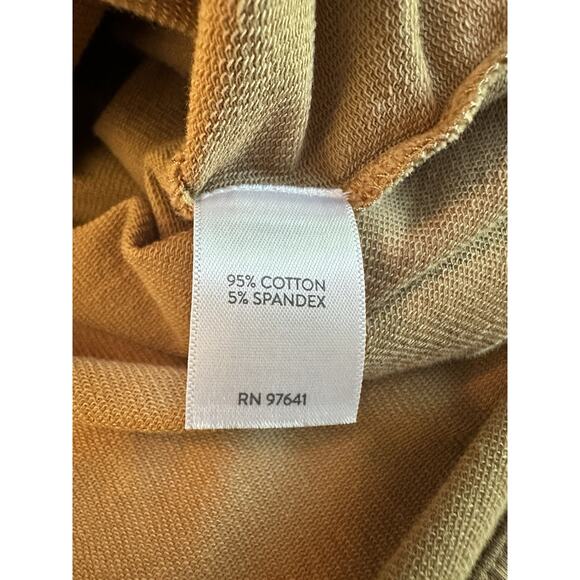 95% COTTON
5% SPANDEX
RN 97641